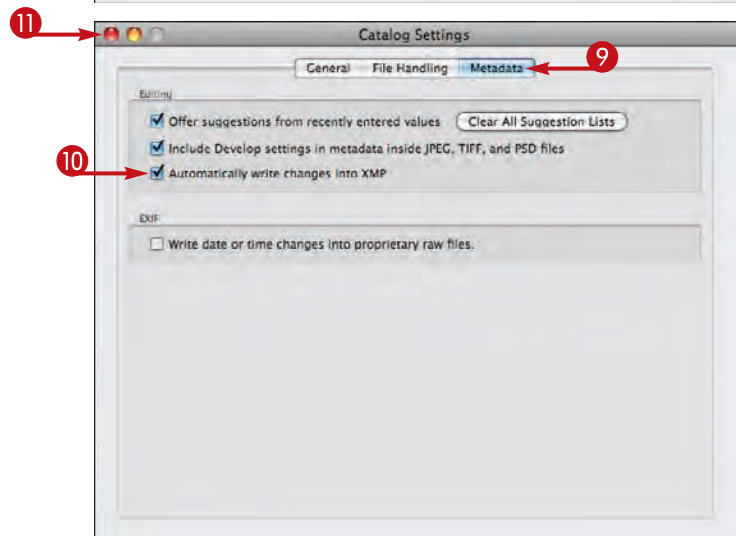 11
Catalog Settings
General File Handling Metadata
9
Editing
Offer suggestions from recently entered values Clear All Suggestion Lists
Include Develop settings in metadata inside JPEG, TIFF, and PSD files
10
Automatically write changes into XMP
EXIF
Write date or time changes into proprietary raw files.